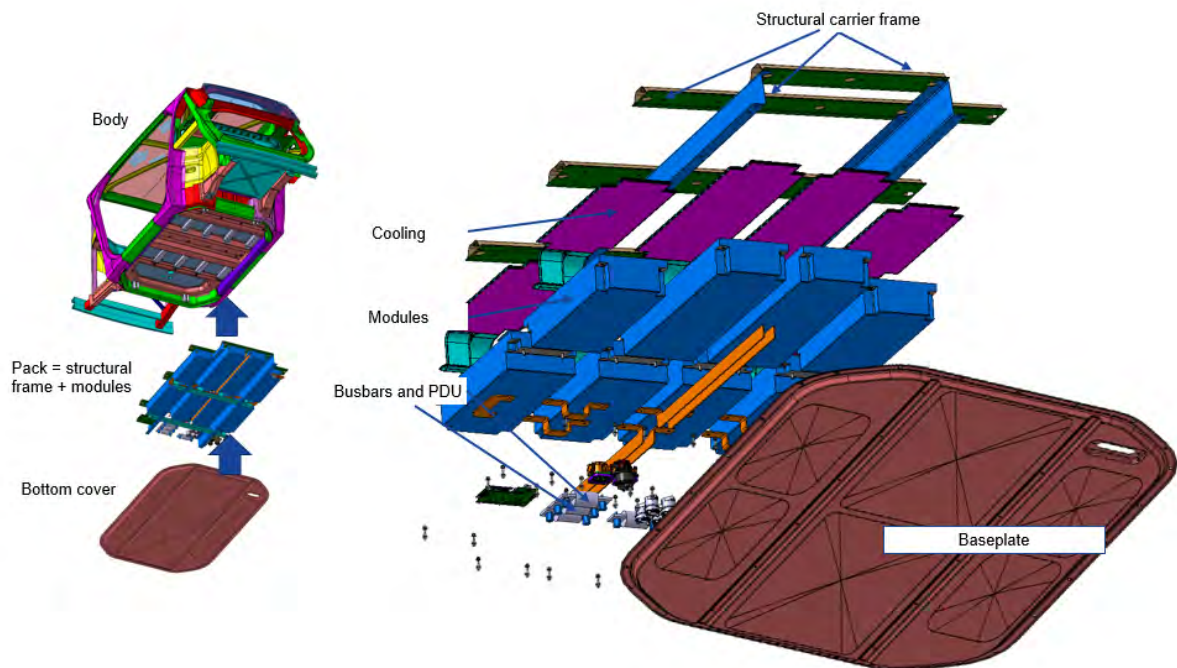 Structural carrier frame
Body
Cooling
Modules
Pack = structural
frame + modules
Busbars and PDU
Bottom cover
Baseplate